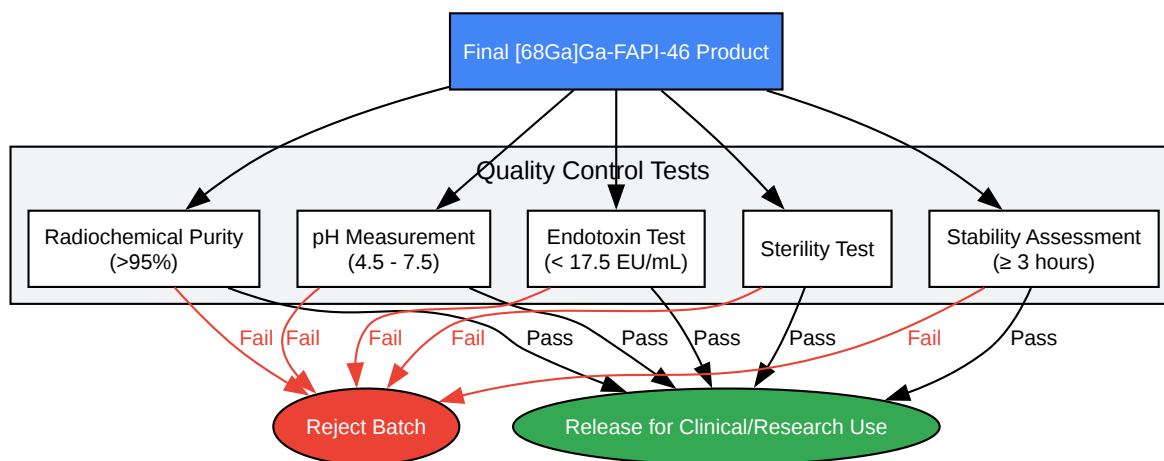 Final [68Ga]Ga-FAPI-46 Product
Quality Control Tests
Radiochemical Purity
(>95%)
pH Measurement
(4.5 - 7.5)
Endotoxin Test
(< 17.5 EU/mL)
Sterility Test
Stability Assessment
(≥ 3 hours)
Fail
Fail
Fail
Fail
Pass
Pass
Pass
Pass
Fail
Pass
Reject Batch
Release for Clinical/Research Use